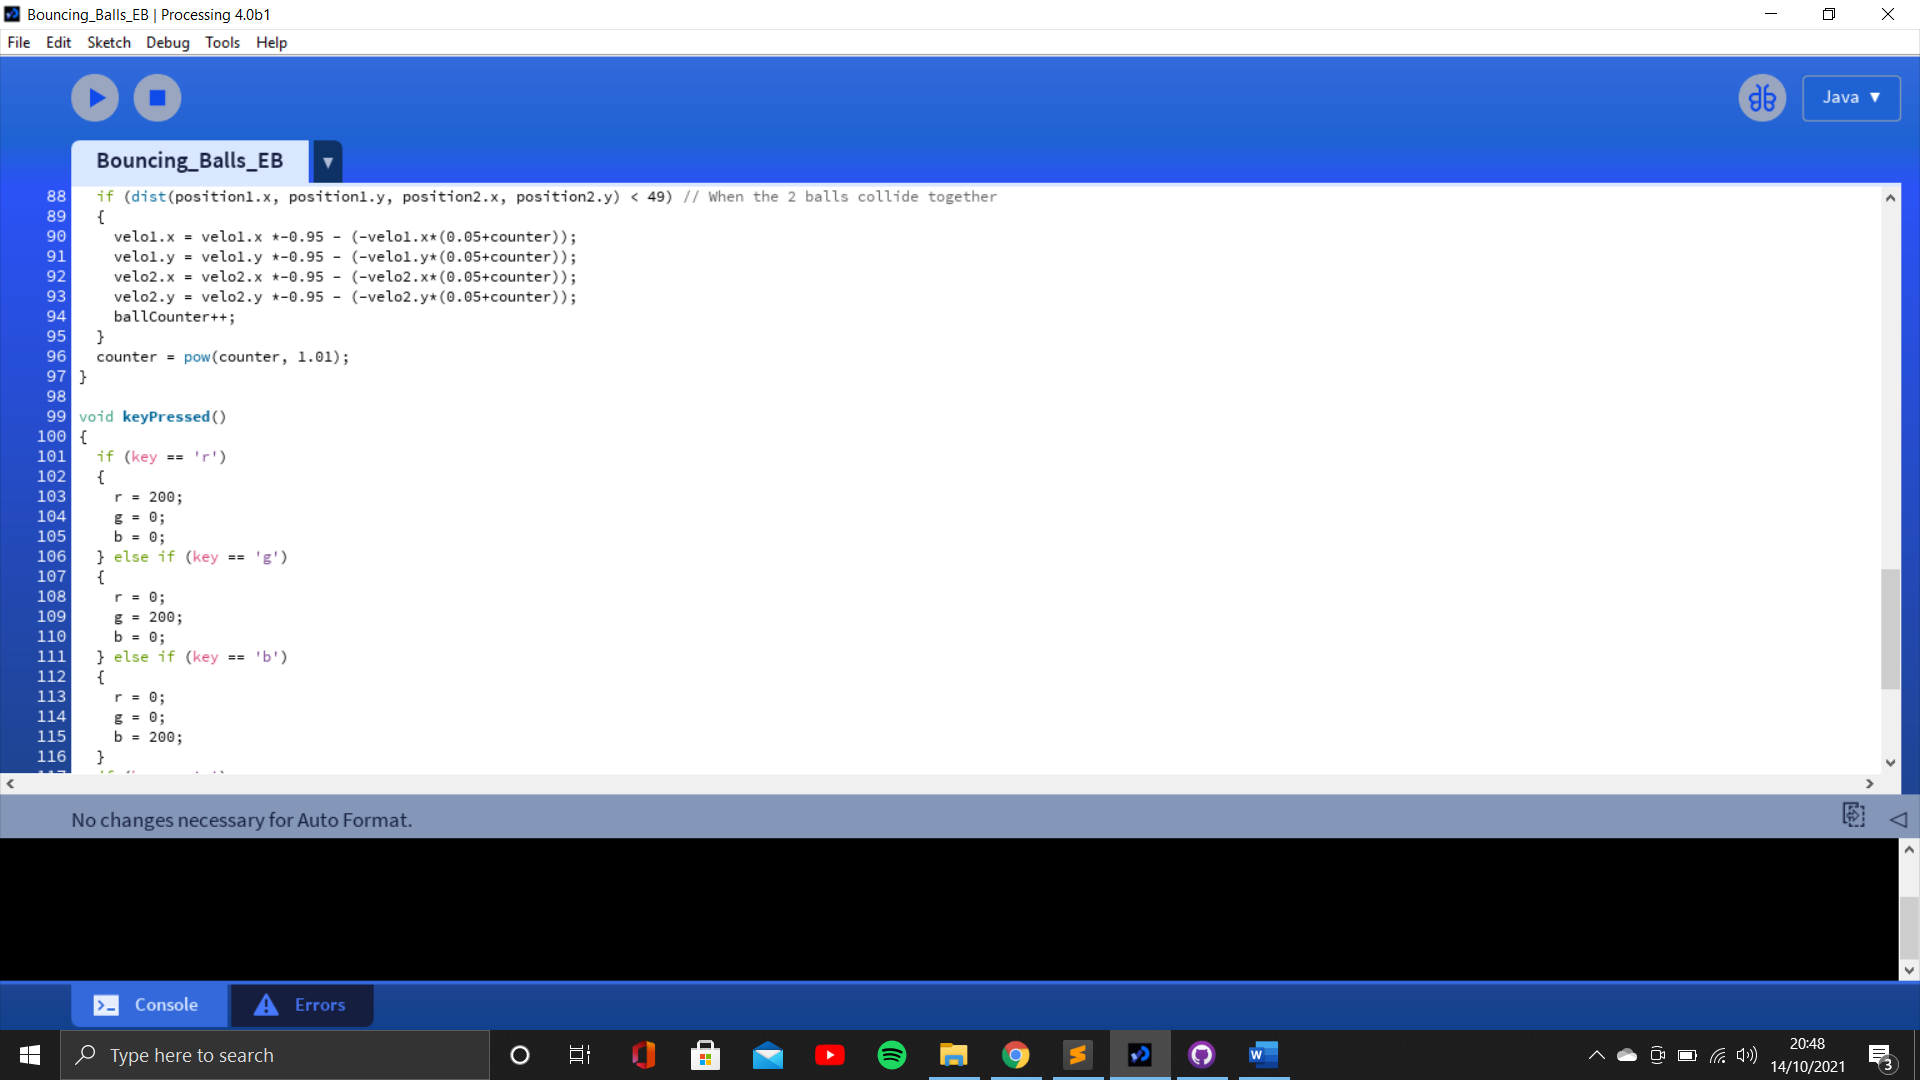 Bouncing_Balls_EB | Processing 4.0b1
File Edit Sketch Debug Tools Help
Java ▼
Bouncing_Balls_EB ▼
88 if (dist(position1.x, position1.y, position2.x, position2.y) < 49) // When the 2 balls collide together
89 {
90 velo1.x = velo1.x *-0.95 - (-velo1.x*(0.05+counter));
91 velo1.y = velo1.y *-0.95 - (-velo1.y*(0.05+counter));
92 velo2.x = velo2.x *-0.95 - (-velo2.x*(0.05+counter));
93 velo2.y = velo2.y *-0.95 - (-velo2.y*(0.05+counter));
94 ballCounter++;
95 }
96 counter = pow(counter, 1.01);
97 }
98
99 void keyPressed()
100 {
101 if (key == 'r')
102 {
103 r = 200;
104 g = 0;
105 b = 0;
106 } else if (key == 'g')
107 {
108 r = 0;
109 g = 200;
110 b = 0;
111 } else if (key == 'b')
112 {
113 r = 0;
114 g = 0;
115 b = 200;
116 }
No changes necessary for Auto Format.
Console Errors
Type here to search
20:48
14/10/2021
3